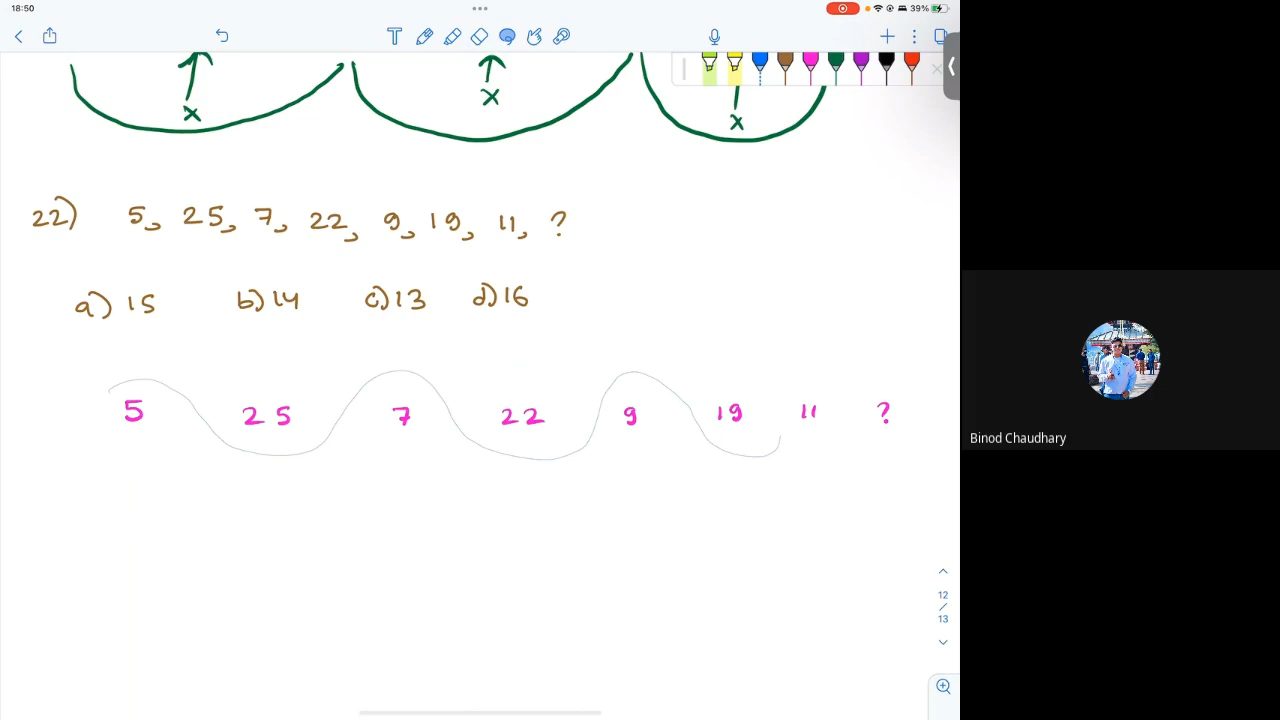 18:50
39%
x x x
22) 5, 25, 7, 22, 9, 19, 11, ?
a) 15 b) 14 c) 13 d) 16
5 25 7 22 9 19 11 ?
Binod Chaudhary
12
/
13